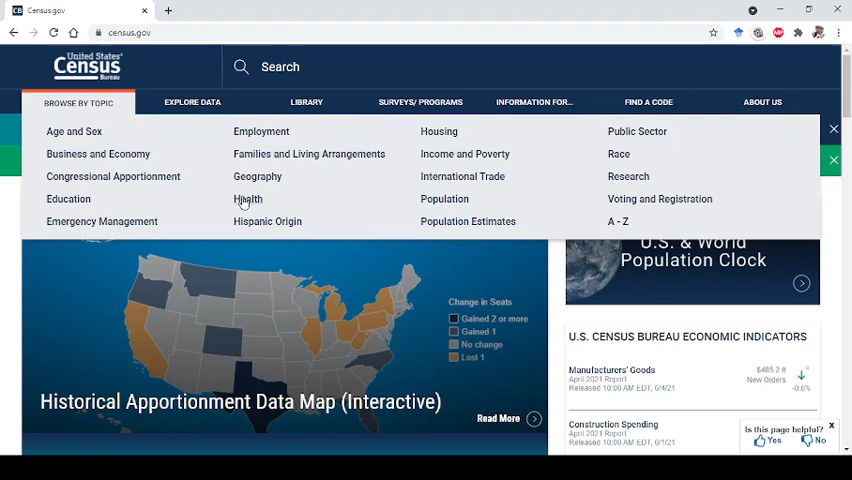 Census.gov
census.gov
United States®
Census
Bureau
Search
BROWSE BY TOPIC
EXPLORE DATA
LIBRARY
SURVEYS/ PROGRAMS
INFORMATION FOR...
FIND A CODE
ABOUT US
Age and Sex
Employment
Housing
Public Sector
Business and Economy
Families and Living Arrangements
Income and Poverty
Race
Congressional Apportionment
Geography
International Trade
Research
Education
Health
Population
Voting and Registration
Emergency Management
Hispanic Origin
Population Estimates
A - Z
U.S. & World
Population Clock
Change in Seats
Gained 2 or more
Gained 1
No change
Lost 1
Historical Apportionment Data Map (Interactive)
Read More
U.S. CENSUS BUREAU ECONOMIC INDICATORS
Manufacturers' Goods
April 2021 Report
Released 10:00 AM EDT, 6/4/21
$485.2 B
New Orders
-0.6%
Construction Spending
April 2021 Report
Released 10:00 AM EDT, 6/1/21
Is this page helpful?
X
Yes
No